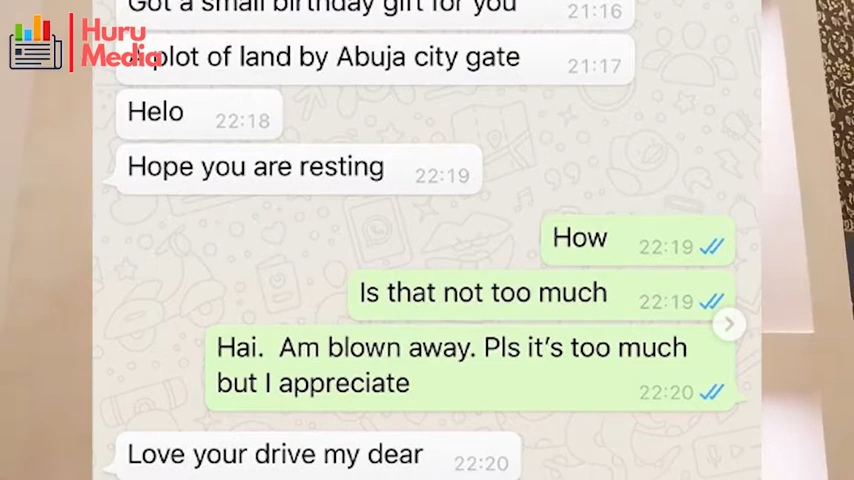 Got a small birthday gift for you
21:16
Huru
Media
A plot of land by Abuja city gate
21:17
Helo
22:18
Hope you are resting
22:19
How
22:19
Is that not too much
22:19
Hai. Am blown away. Pls it's too much
but I appreciate
22:20
Love your drive my dear
22:20